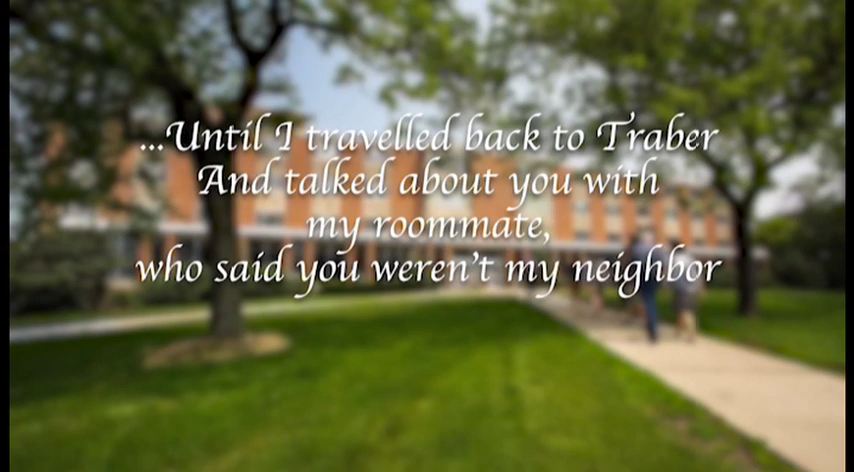 ...Until I travelled back to Traber
And talked about you with
my roommate,
who said you weren't my neighbor